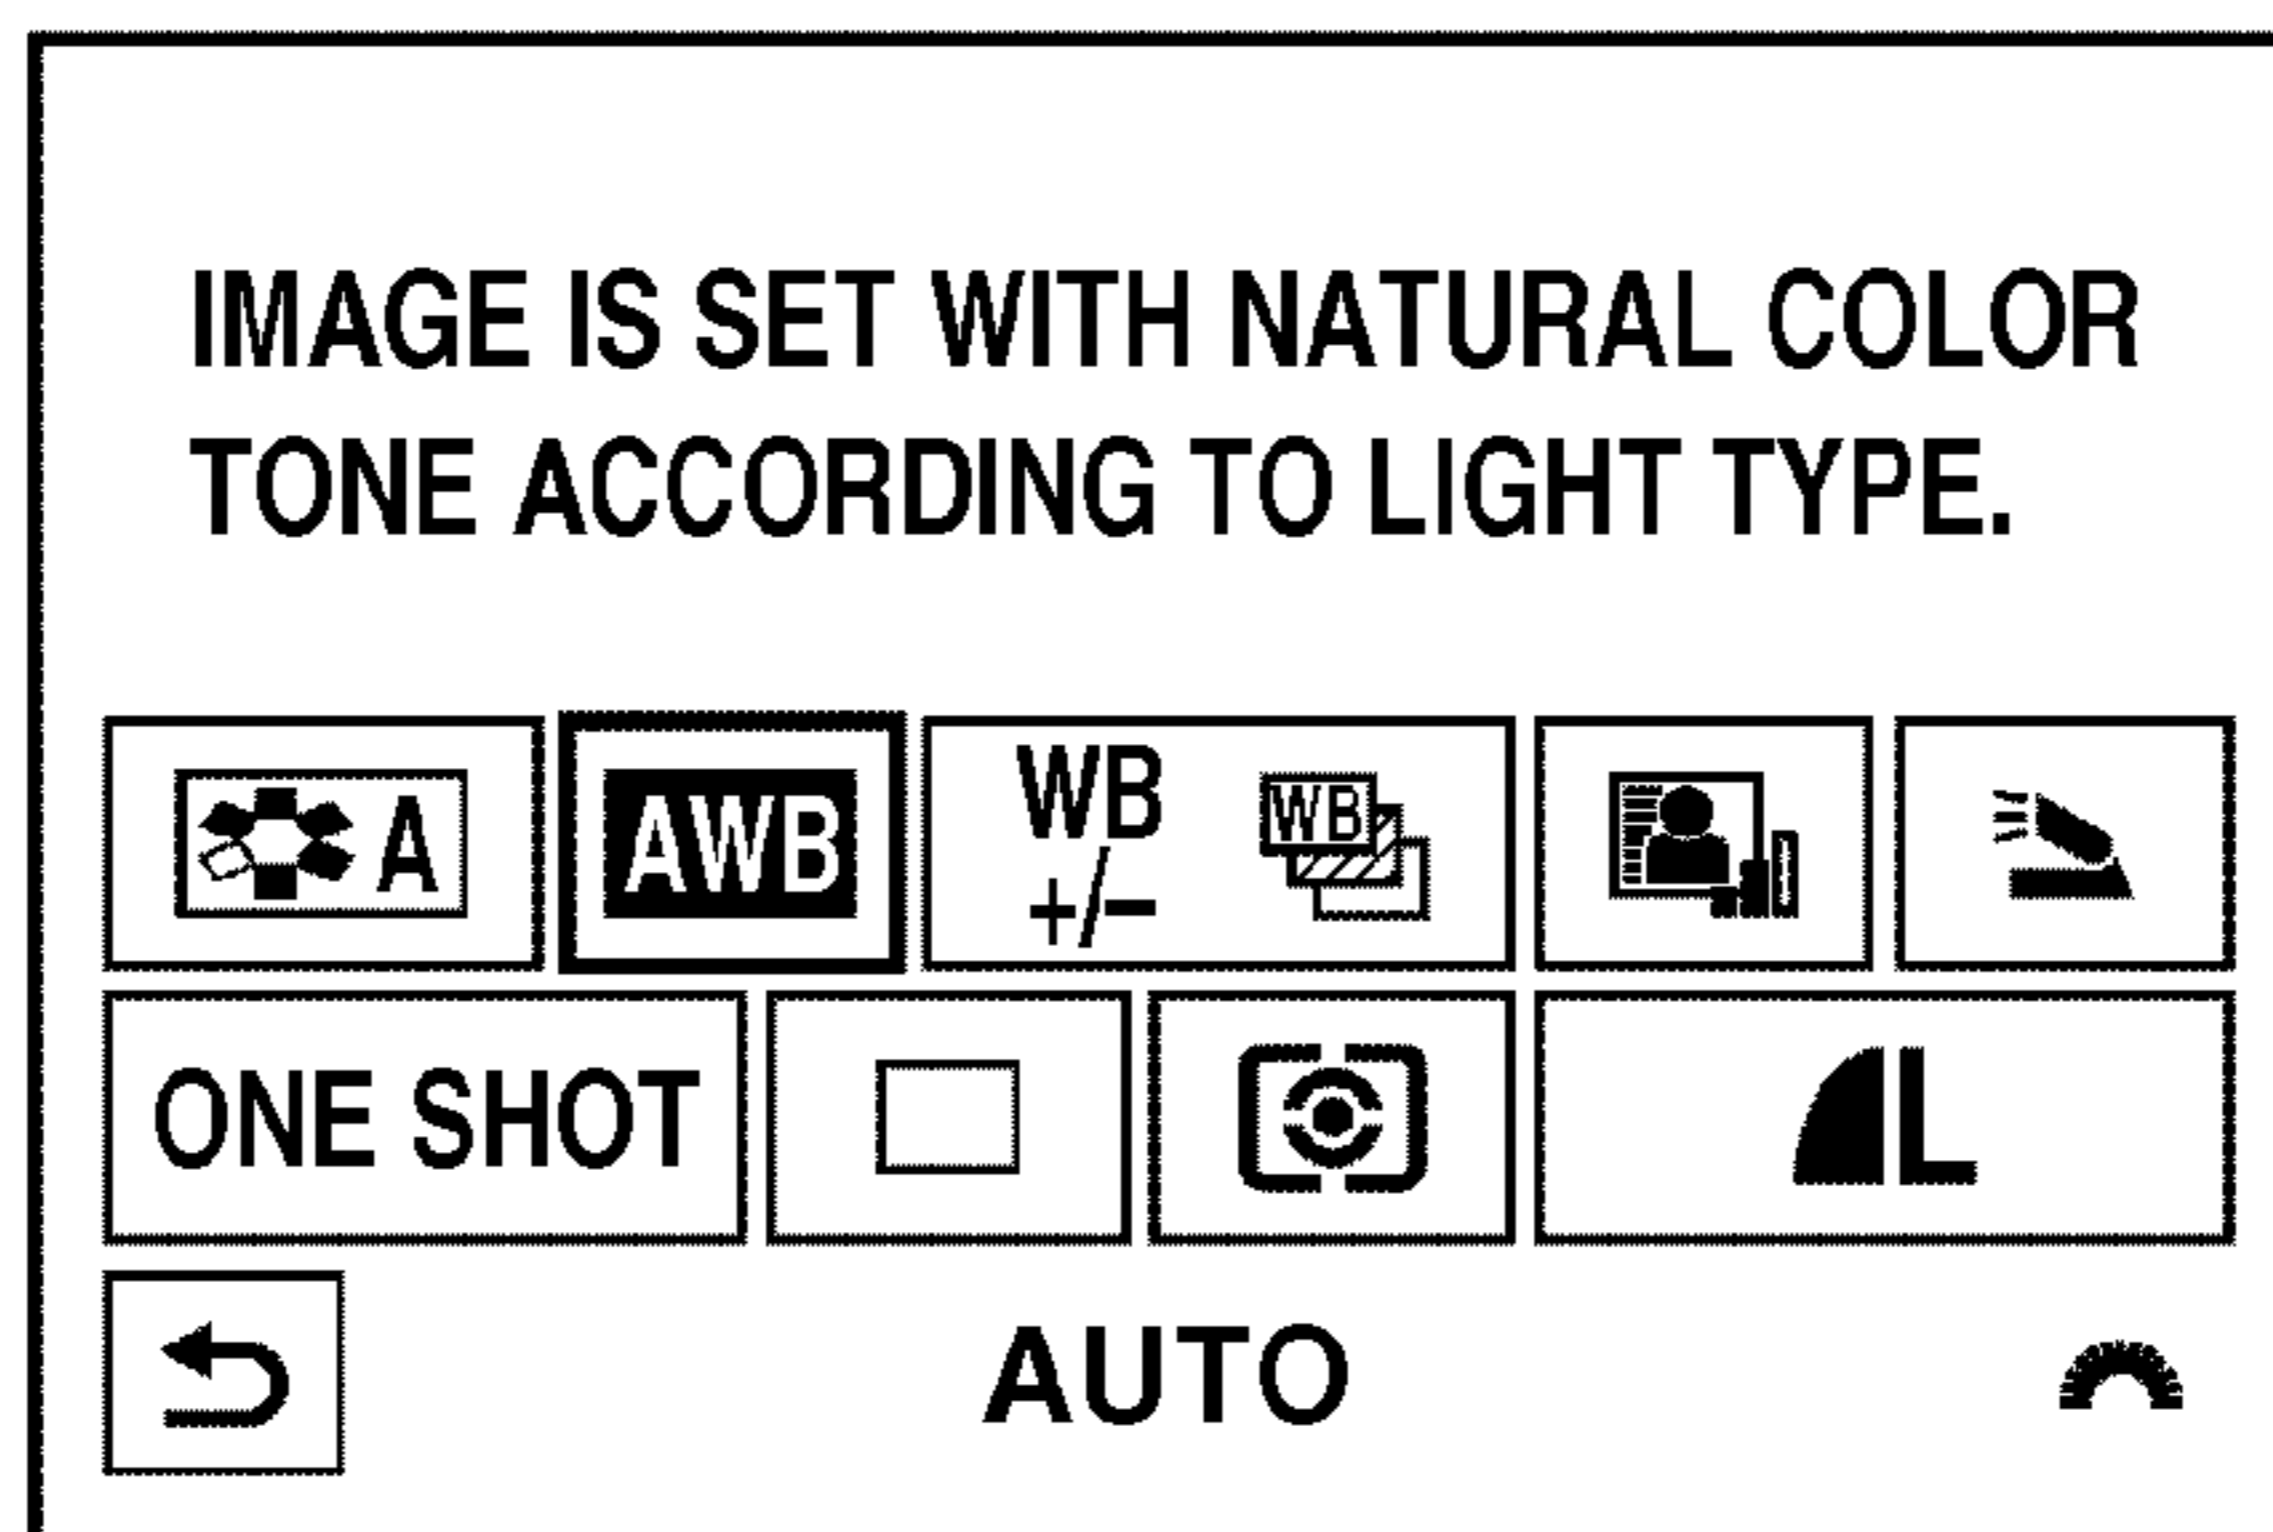 IMAGE IS SET WITH NATURAL COLOR
TONE ACCORDING TO LIGHT TYPE.
A
AWB
WB
+/−
WB
ONE SHOT
L
AUTO